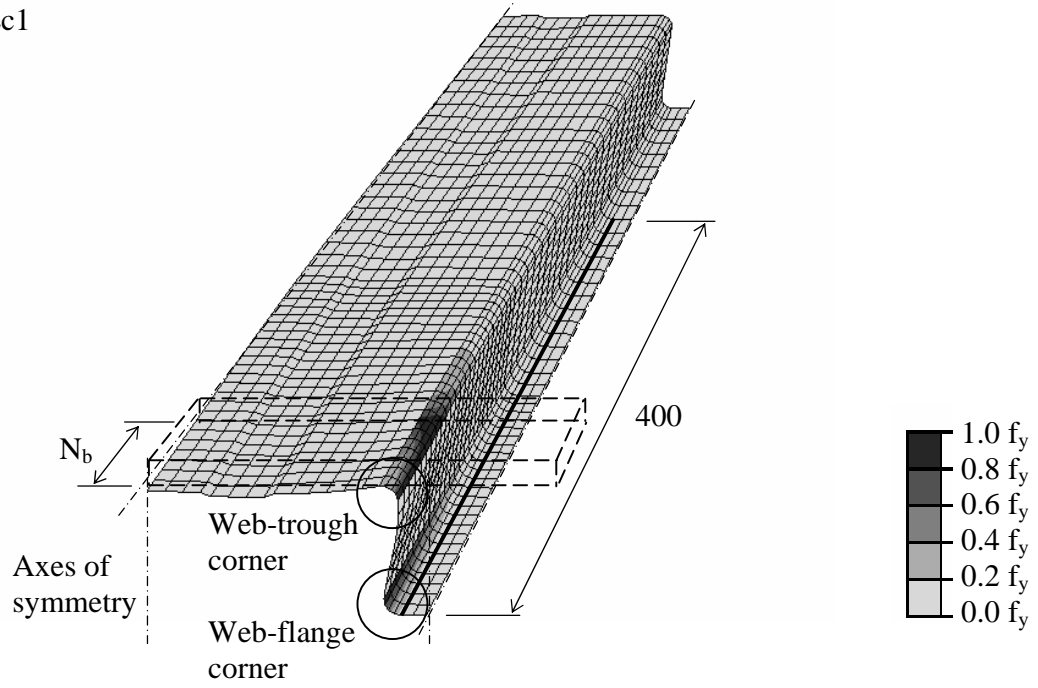 c1
400
N_b
Web-trough
corner
Axes of
symmetry
Web-flange
corner
1.0 f_y
0.8 f_y
0.6 f_y
0.4 f_y
0.2 f_y
0.0 f_y